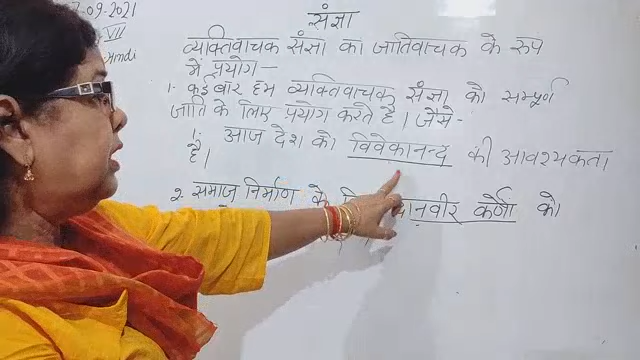 संज्ञा
-09-2021
VII
व्यक्तिवाचक संज्ञा का जातिवाचक के रूप
में प्रयोग—
1. कई बार हम व्यक्तिवाचक संज्ञा को सम्पूर्ण
जाति के लिए प्रयोग करते है। जैसे-
1. आज देश को विवेकानन्द की आवश्यकता
है।
2. समाज निर्माण के कर्ण को